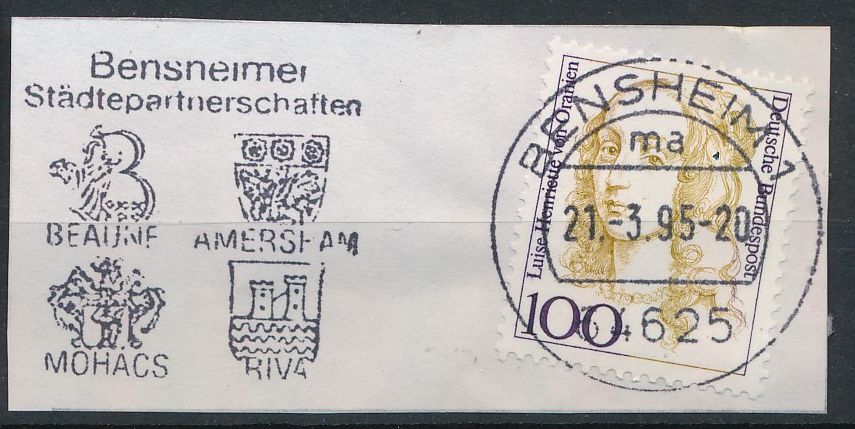 Bensheimer
Städtepartnerschaften
B
BEAUNE AMERSHAM
MOHACS RIVA
Luise Henriette von Oranien
Deutsche Bundespost
100
BENSHEIM 1
ma
21.-3.95-20
64625